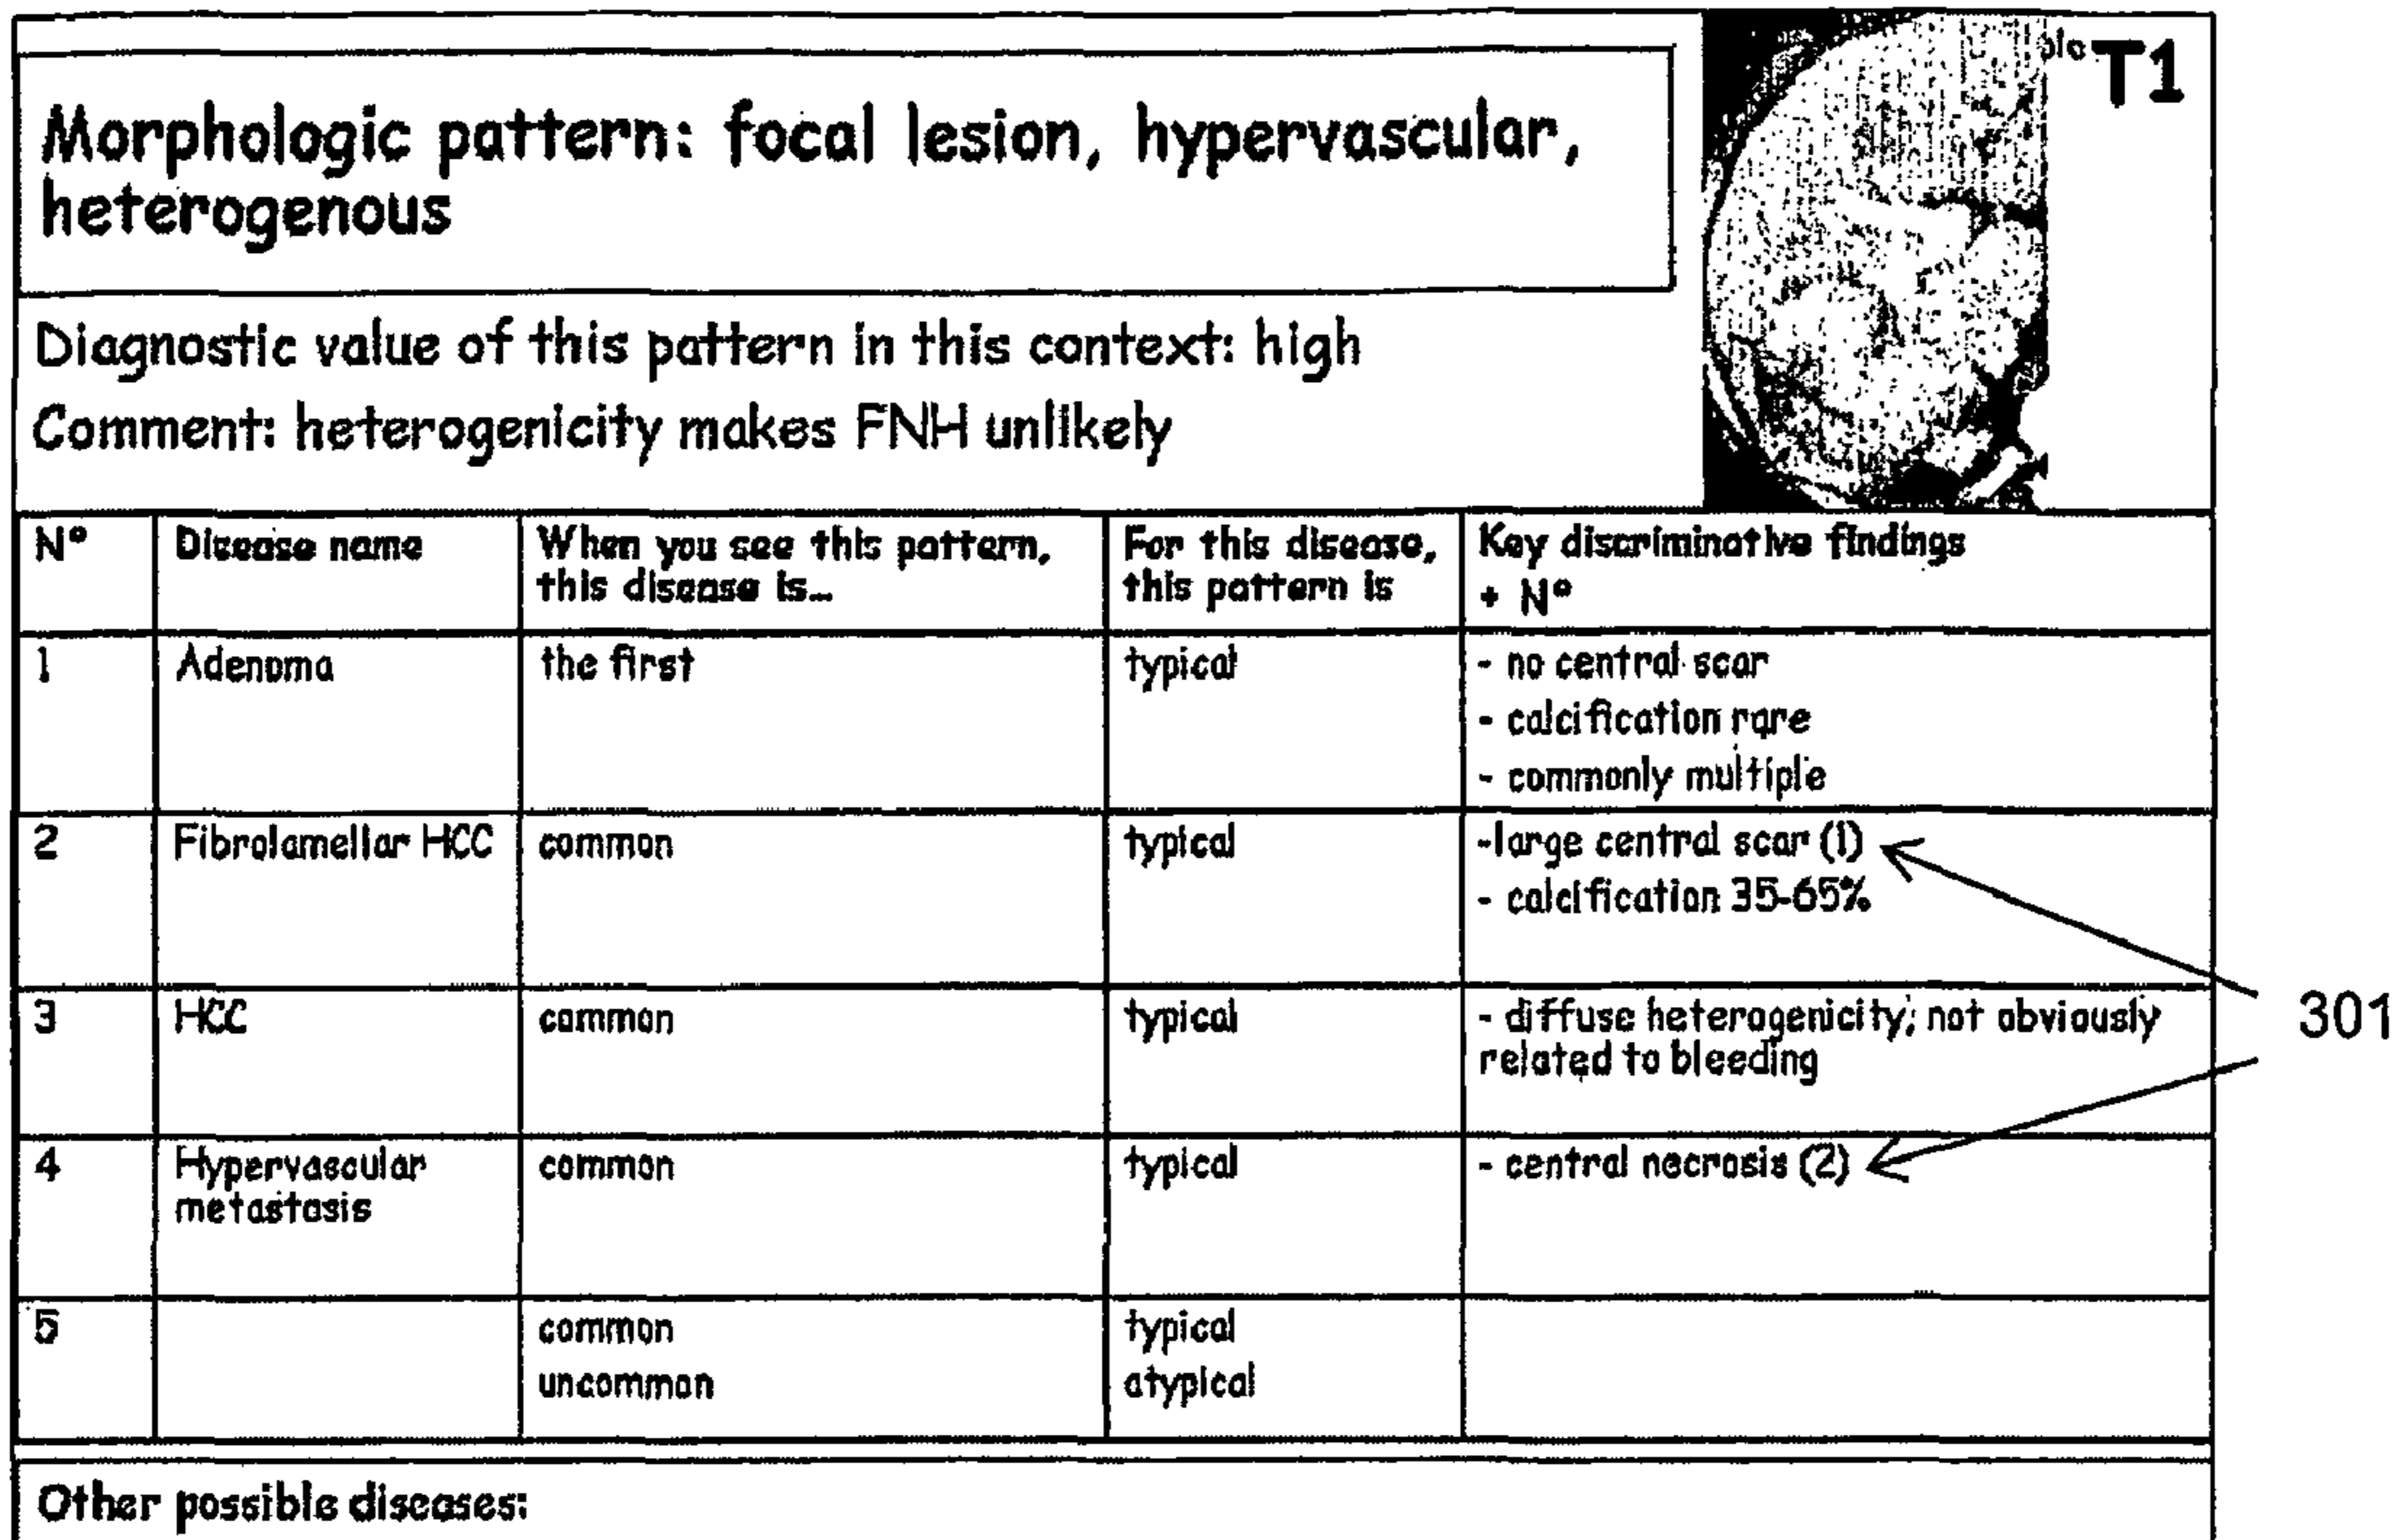 T1
Morphologic pattern: focal lesion, hypervascular,
heterogenous
Diagnostic value of this pattern in this context: high
Comment: heterogenicity makes FNH unlikely
N° Disease name When you see this pattern, For this disease, Key discriminative findings
this disease is... this pattern is + N°
1 Adenoma the first typical - no central scar
- calcification rare
- commonly multiple
2 Fibrolamellar HCC common typical -large central scar (1)
- calcification 35-65%
3 HCC common typical - diffuse heterogenicity, not obviously
related to bleeding
301
4 Hypervascular common typical - central necrosis (2)
metastasis
5 common typical
uncommon atypical
Other possible diseases: